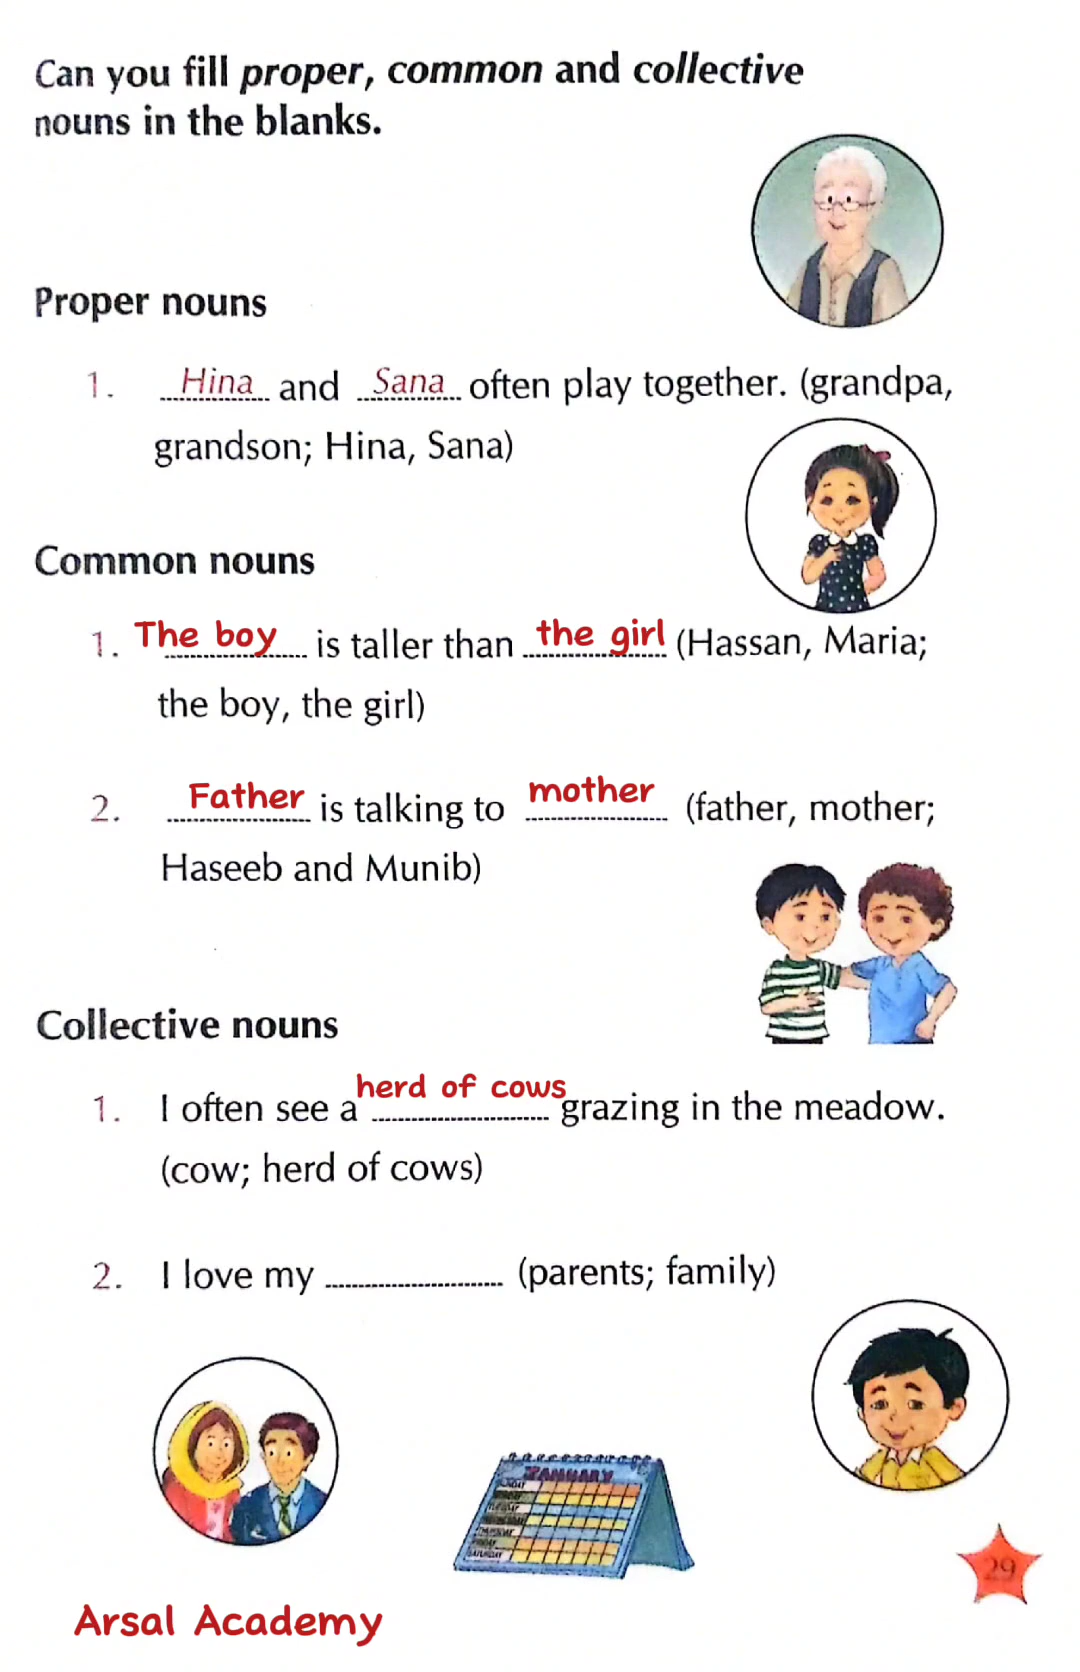 Can you fill proper, common and collective
nouns in the blanks.
Proper nouns
1. Hina and Sana often play together. (grandpa,
grandson; Hina, Sana)
Common nouns
1. The boy is taller than the girl (Hassan, Maria;
the boy, the girl)
2. Father is talking to mother (father, mother;
Haseeb and Munib)
Collective nouns
1. I often see a herd of cows grazing in the meadow.
(cow; herd of cows)
2. I love my ............ (parents; family)
JANUARY
29
Arsal Academy